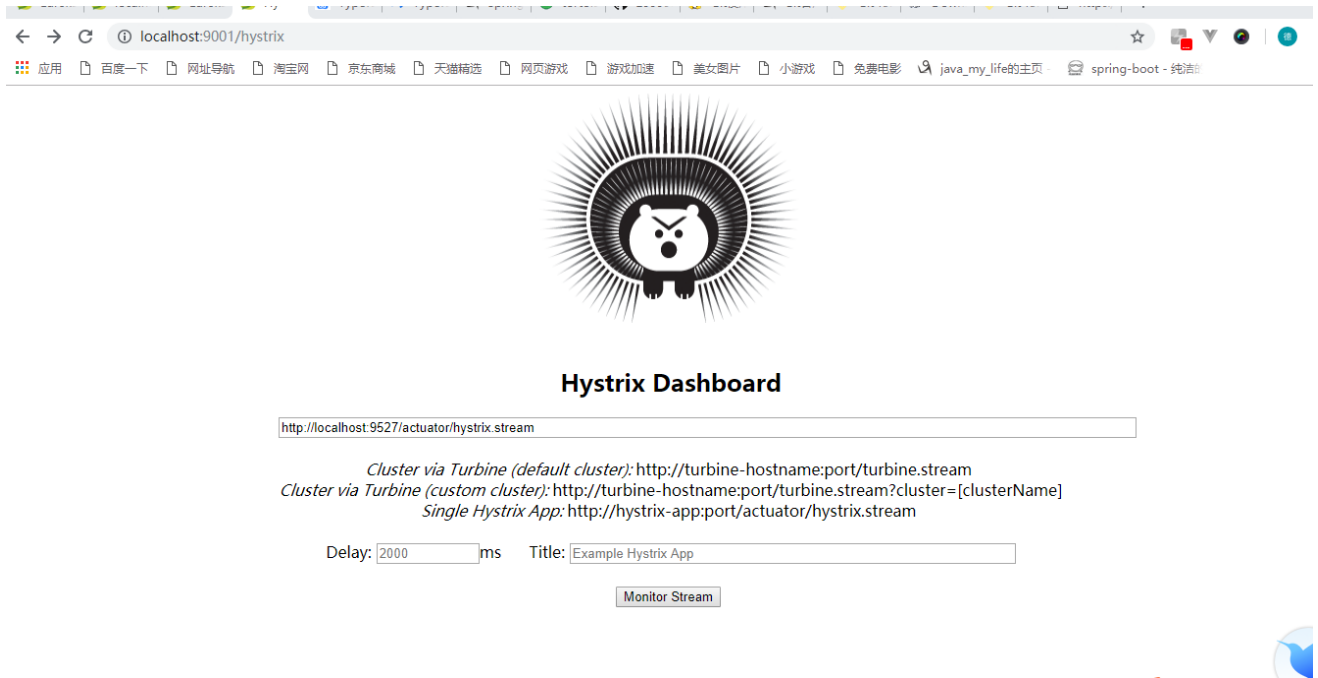 localhost:9001/hystrix
应用 百度一下 网址导航 淘宝网 京东商城 天猫精选 网页游戏 游戏加速 美女图片 小游戏 免费电影 java_my_life的主页 - spring-boot - 纯洁
Hystrix Dashboard
http://localhost:9527/actuator/hystrix.stream
Cluster via Turbine (default cluster): http://turbine-hostname:port/turbine.stream
Cluster via Turbine (custom cluster): http://turbine-hostname:port/turbine.stream?cluster=[clusterName]
Single Hystrix App: http://hystrix-app:port/actuator/hystrix.stream
Delay: 2000 ms Title: Example Hystrix App
Monitor Stream